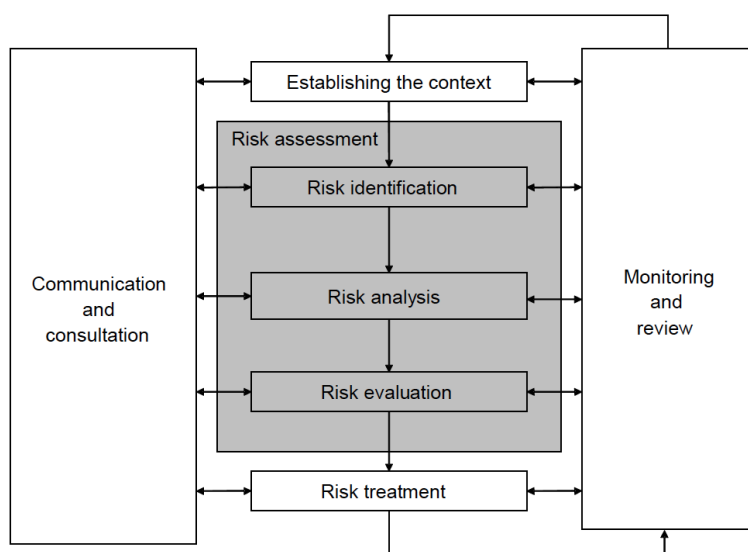 Establishing the context
Risk assessment
Risk identification
Communication
and
consultation
Risk analysis
Monitoring
and
review
Risk evaluation
Risk treatment